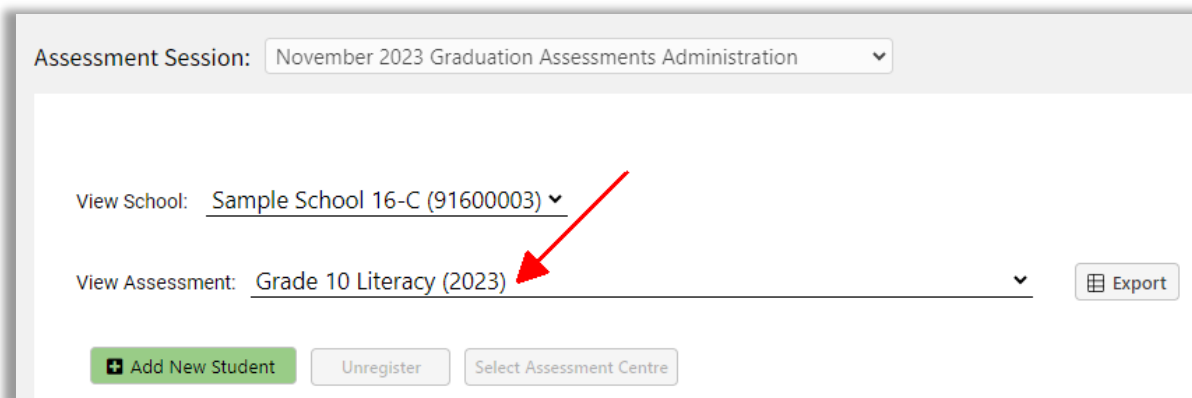 Assessment Session: November 2023 Graduation Assessments Administration
View School: Sample School 16-C (91600003)
View Assessment: Grade 10 Literacy (2023) Export
Add New Student Unregister Select Assessment Centre